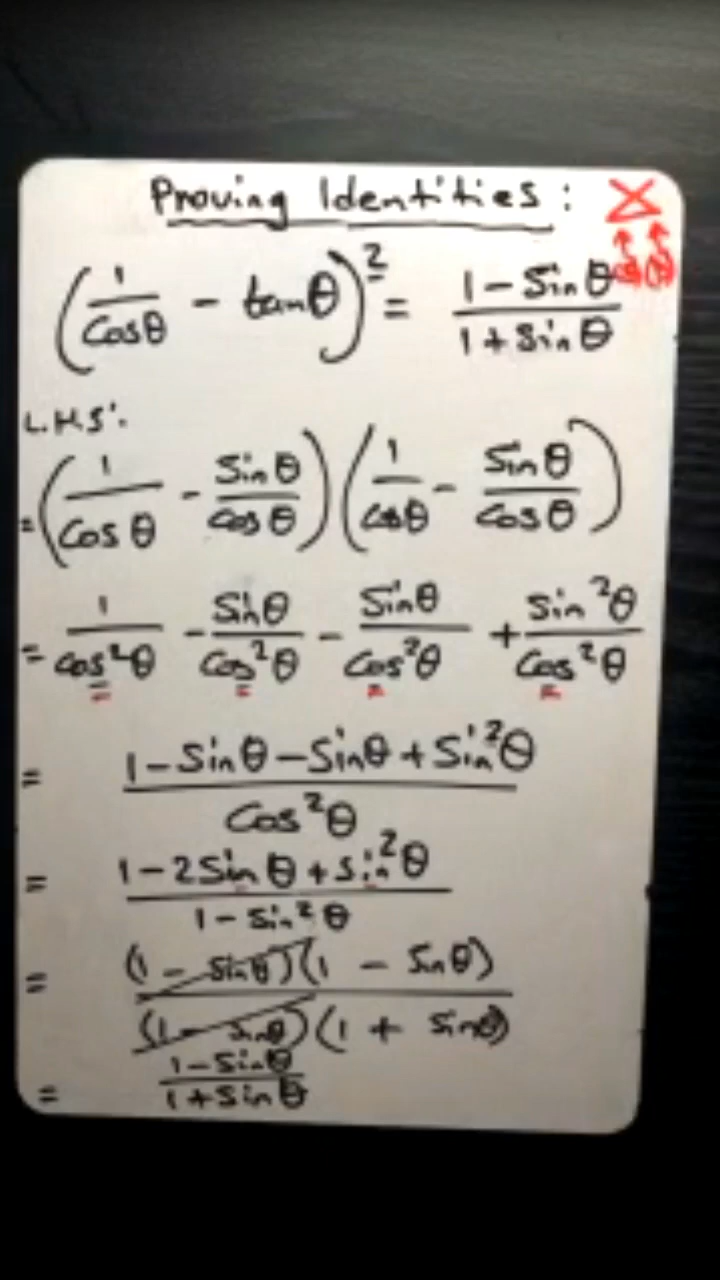 Proving Identities : X
(1/Cosθ - tanθ)² = (1 - Sinθ)/(1 + Sinθ)
L.H.S:
= (1/Cosθ - Sinθ/Cosθ)(1/Cosθ - Sinθ/Cosθ)
= 1/Cos²θ - Sinθ/Cos²θ - Sinθ/Cos²θ + Sin²θ/Cos²θ
= (1 - Sinθ - Sinθ + Sin²θ)/Cos²θ
= (1 - 2Sinθ + Sin²θ)/(1 - Sin²θ)
= (1 - Sinθ)(1 - Sinθ)/(1 - Sinθ)(1 + Sinθ)
= (1 - Sinθ)/(1 + Sinθ)